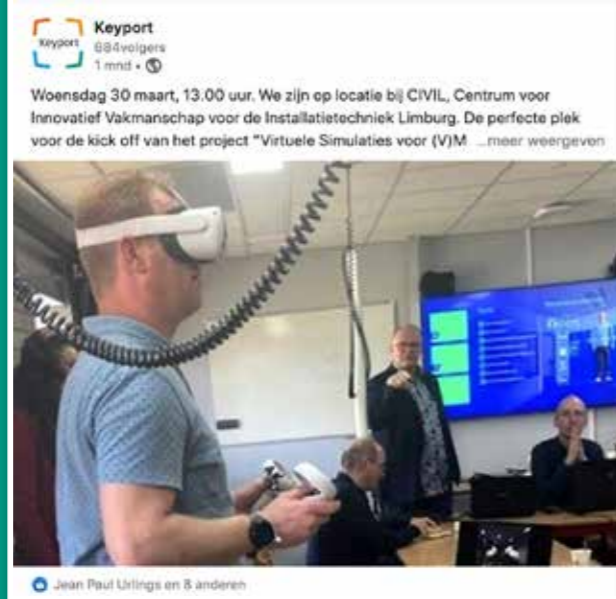 Keyport
Keyport
684volgers
1 mnd •
Woensdag 30 maart, 13.00 uur. We zijn op locatie bij CIVIL, Centrum voor
Innovatief Vakmanschap voor de Installatietechniek Limburg. De perfecte plek
voor de kick off van het project "Virtuele Simulaties voor (V)M ...meer weergeven
Jean Paul Urlings en 8 anderen